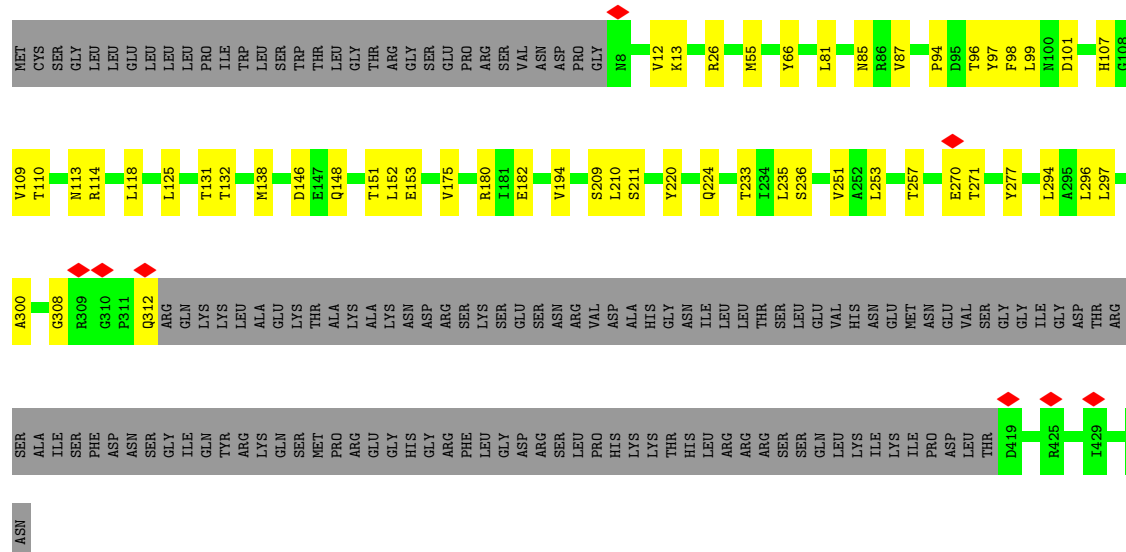 MET CYS SER GLY LEU LEU GLU LEU LEU LEU PRO ILE TRP LEU SER TRP THR LEU GLY THR ARG GLY SER GLU PRO ARG SER VAL ASN ASP PRO GLY N8 V12 K13 R26 M55 Y66 L81 N85 R86 V87 P94 D95 T96 Y97 F98 L99 N100 D101 H107 G108
V109 T110 N113 R114 L118 L125 T131 T132 M138 D146 E147 Q148 T151 L152 E153 V175 R180 I181 E182 V194 S209 L210 S211 Y220 Q224 T233 I234 L235 S236 V251 A252 L253 T257 E270 T271 Y277 L294 A295 L296 L297
A300 G308 R309 G310 P311 Q312 ARG GLN LYS LYS LEU ALA GLU LYS THR ALA LYS ALA LYS ASN ASP ARG SER LYS SER GLU SER ASN ARG VAL ASP ALA HIS GLY ASN ILE LEU LEU THR SER LEU GLU VAL HIS ASN GLU MET ASN GLU VAL SER GLY GLY ILE GLY ASP THR ARG
SER ALA ILE SER PHE ASP ASN SER GLY ILE GLN TYR ARG LYS GLN SER MET PRO ARG GLU GLY HIS GLY ARG PHE LEU GLY ASP ARG SER LEU PRO HIS LYS LYS THR HIS LEU ARG ARG ARG SER SER GLN LEU LYS ILE LYS ILE PRO ASP LEU THR D419 R425 I429
ASN